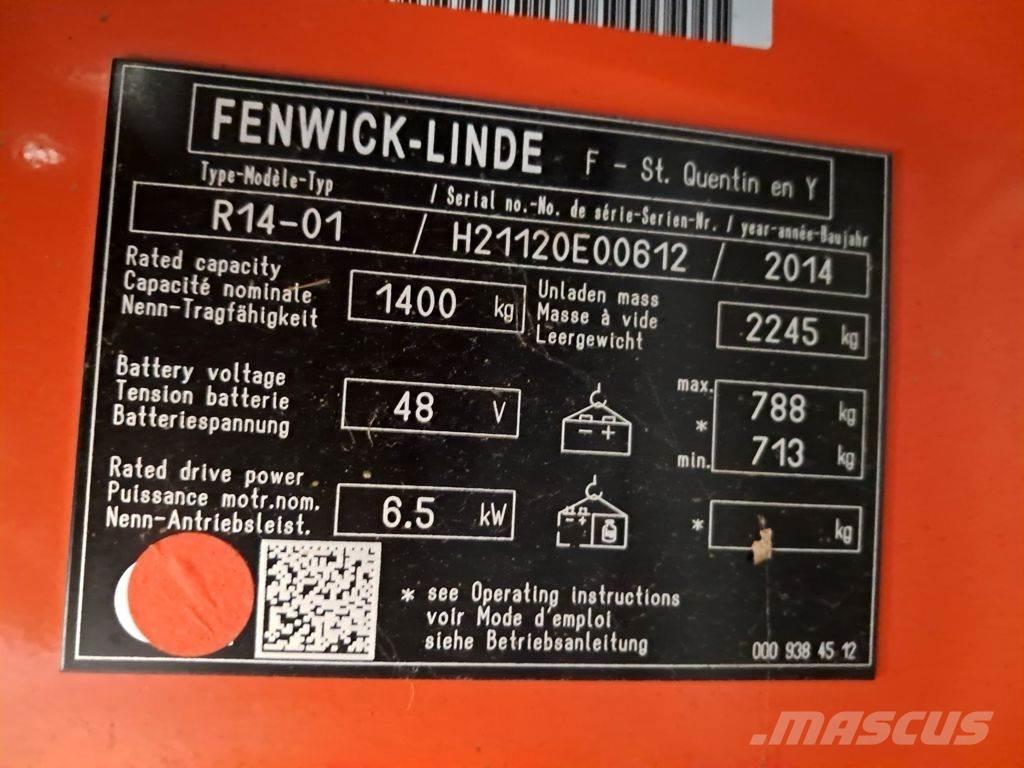 FENWICK-LINDE F - St. Quentin en Y
Type-Modèle-Typ / Serial no.-No. de série-Serien-Nr. / year-année-Baujahr
R14-01 / H21120E00612 / 2014
Rated capacity
Capacité nominale
Nenn-Tragfähigkeit
1400 kg
Unladen mass
Masse à vide
Leergewicht
2245 kg
Battery voltage
Tension batterie
Batteriespannung
48 V
- +
max. 788 kg
*
min. 713 kg
Rated drive power
Puissance motr.nom.
Nenn-Antriebsleist.
6.5 kW
- +
* kg
* see Operating instructions
voir Mode d'emploi
siehe Betriebsanleitung
000 938 45 12
MASCUS